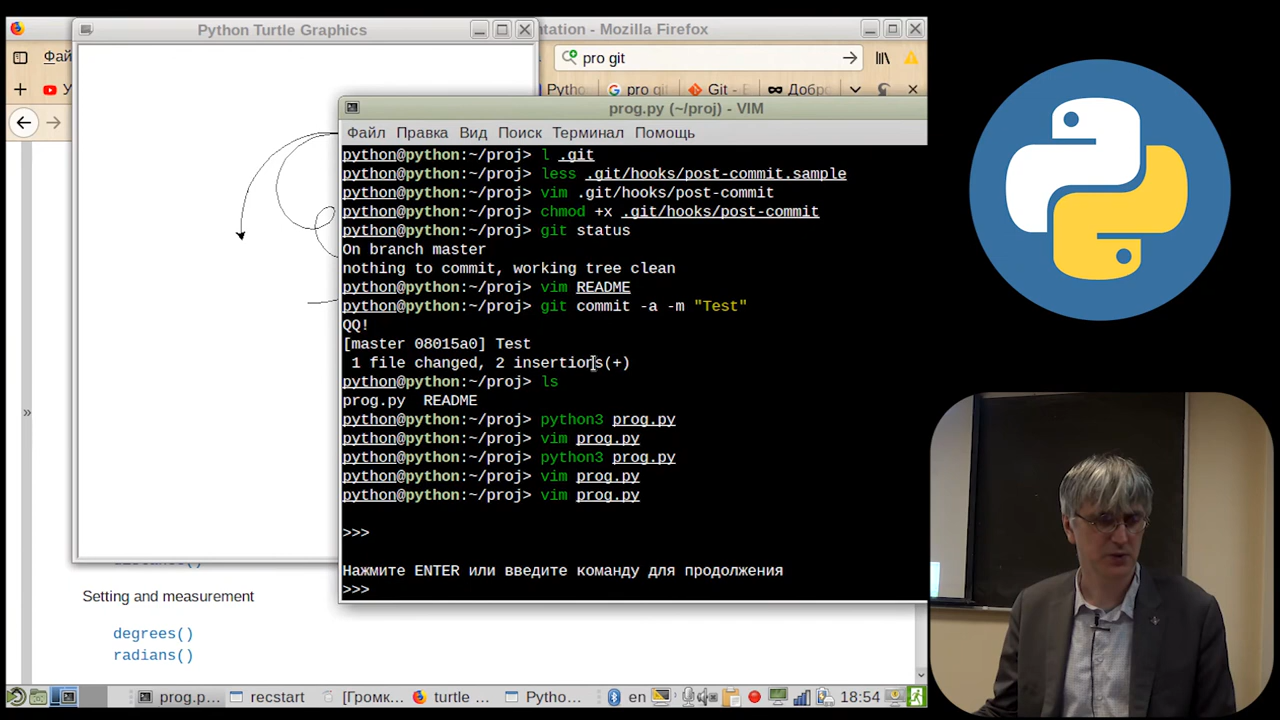 Python Turtle Graphics
ntation - Mozilla Firefox
Фай
pro git
У
Pytho
pro git
Git - E
Добро
prog.py (~/proj) - VIM
Файл Правка Вид Поиск Терминал Помощь
python@python:~/proj> l .git
python@python:~/proj> less .git/hooks/post-commit.sample
python@python:~/proj> vim .git/hooks/post-commit
python@python:~/proj> chmod +x .git/hooks/post-commit
python@python:~/proj> git status
On branch master
nothing to commit, working tree clean
python@python:~/proj> vim README
python@python:~/proj> git commit -a -m "Test"
QQ!
[master 08015a0] Test
1 file changed, 2 insertions(+)
python@python:~/proj> ls
prog.py README
python@python:~/proj> python3 prog.py
python@python:~/proj> vim prog.py
python@python:~/proj> python3 prog.py
python@python:~/proj> vim prog.py
python@python:~/proj> vim prog.py
>>>
Нажмите ENTER или введите команду для продолжения
>>>
»
Setting and measurement
degrees()
radians()
prog.p... recstart [Громк... turtle ... Pytho... en 18:54